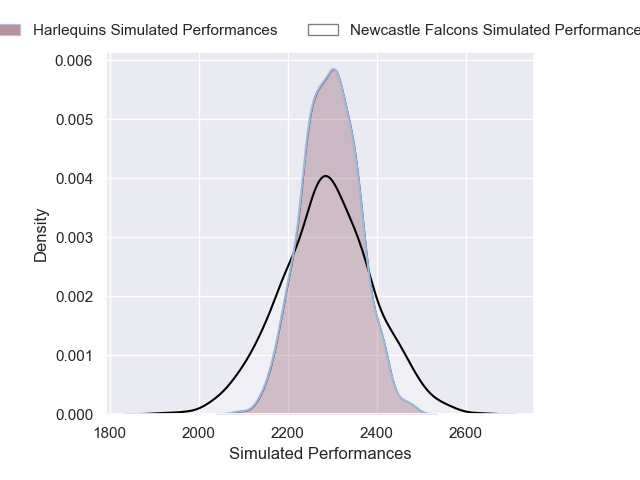 Harlequins Simulated Performances
Newcastle Falcons Simulated Performance
0.006
0.005
0.004
0.003
0.002
0.001
0.000
Density
1800 2000 2200 2400 2600
Simulated Performances